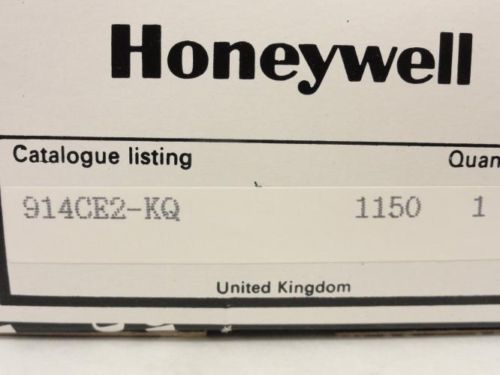 Honeywell
Catalogue listing Quan
914CE2-KQ 1150 1
United Kingdom